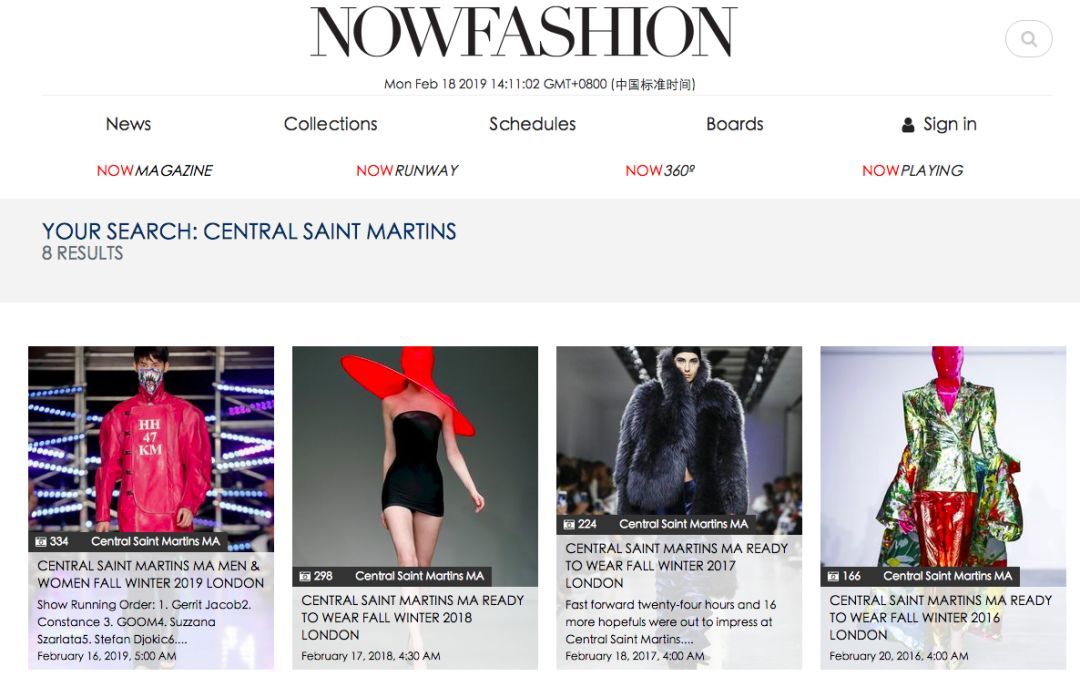 NOWFASHION
Mon Feb 18 2019 14:11:02 GMT+0800 (中国标准时间)
News
Collections
Schedules
Boards
Sign in
NOWMAGAZINE
NOWRUNWAY
NOW360º
NOWPLAYING
YOUR SEARCH: CENTRAL SAINT MARTINS
8 RESULTS
HH
47
KM
334 Central Saint Martins MA
CENTRAL SAINT MARTINS MA MEN &
WOMEN FALL WINTER 2019 LONDON
Show Running Order: 1. Gerrit Jacob2.
Constance 3. GOOM4. Suzzana
Szarlata5. Stefan Djokic6....
February 16, 2019, 5:00 AM
298 Central Saint Martins MA
CENTRAL SAINT MARTINS MA READY
TO WEAR FALL WINTER 2018
LONDON
February 17, 2018, 4:30 AM
224 Central Saint Martins MA
CENTRAL SAINT MARTINS MA READY
TO WEAR FALL WINTER 2017
LONDON
Fast forward twenty-four hours and 16
more hopefuls were out to impress at
Central Saint Martins....
February 18, 2017, 4:00 AM
166 Central Saint Martins MA
CENTRAL SAINT MARTINS MA READY
TO WEAR FALL WINTER 2016
LONDON
February 20, 2016, 4:00 AM